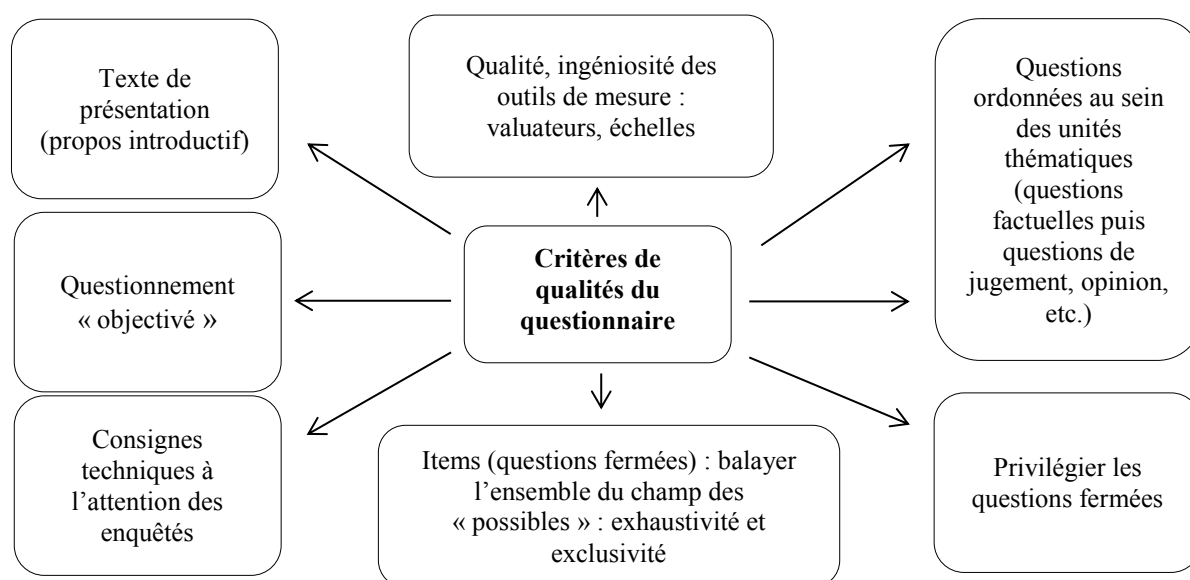 Texte de
présentation
(propos introductif)
Qualité, ingéniosité des
outils de mesure :
valuateurs, échelles
Questions
ordonnées au sein
des unités
thématiques
(questions
factuelles puis
questions de
jugement, opinion,
etc.)
Questionnement
« objectivé »
Critères de
qualités du
questionnaire
Consignes
techniques à
l’attention des
enquêtés
Items (questions fermées) : balayer
l’ensemble du champ des
« possibles » : exhaustivité et
exclusivité
Privilégier les
questions fermées